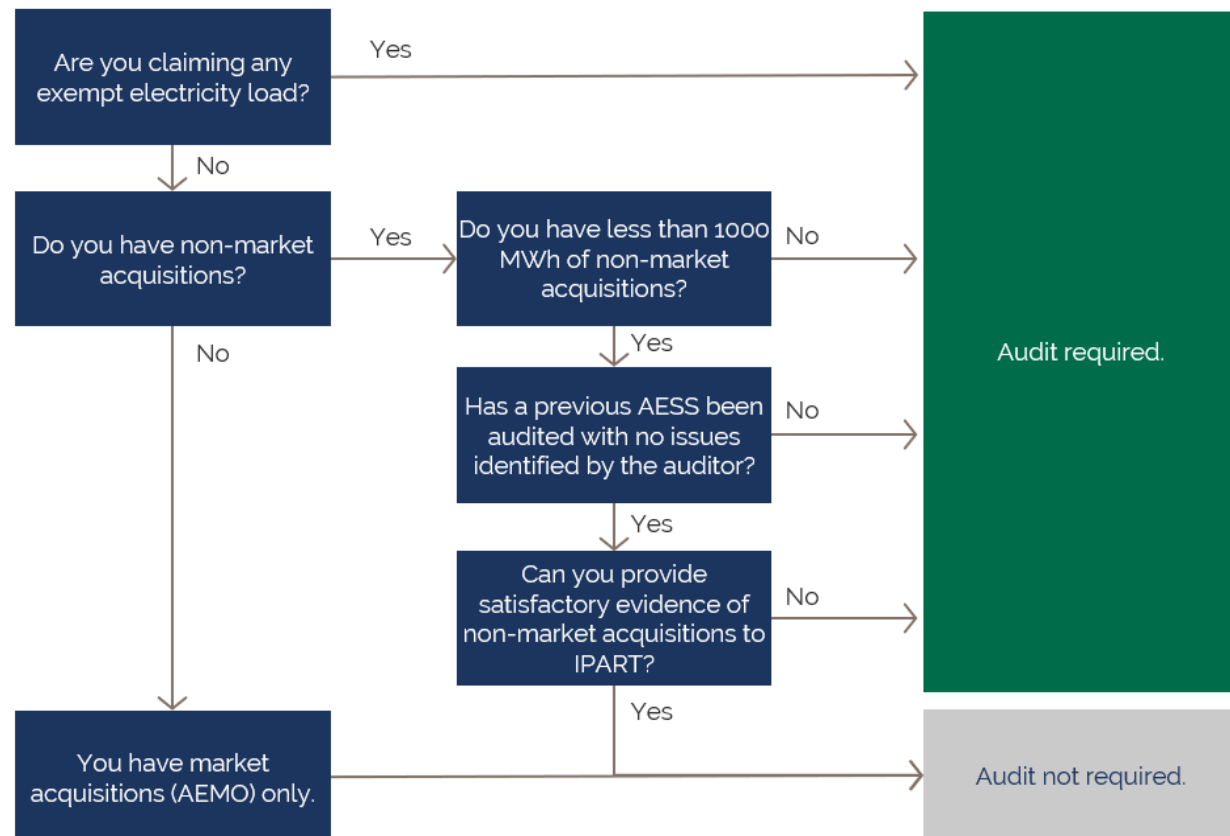 Are you claiming any
exempt electricity load?
Yes
No
Do you have non-market
acquisitions?
Yes
Do you have less than 1000
MWh of non-market
acquisitions?
No
Audit required.
No
Yes
Has a previous AESS been
audited with no issues
identified by the auditor?
No
Yes
Can you provide
satisfactory evidence of
non-market acquisitions to
IPART?
No
Yes
You have market
acquisitions (AEMO) only.
Audit not required.